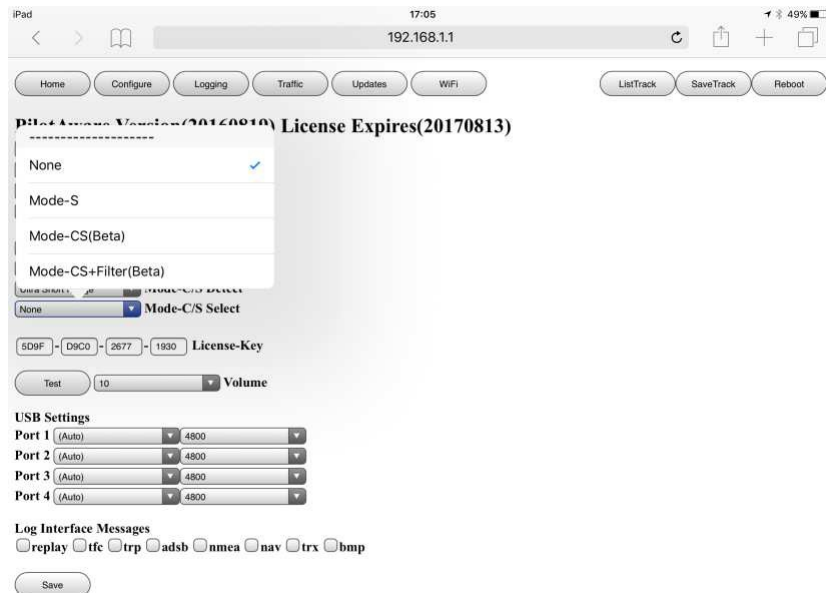 iPad 17:05 49%
192.168.1.1
Home Configure Logging Traffic Updates WiFi ListTrack SaveTrack Reboot
License Expires(20170813)
--------------------
None
Mode-S
Mode-CS(Beta)
Mode-CS+Filter(Beta)
None Mode-C/S Select
5D9F - D9C0 - 2677 - 1930 License-Key
Test 10 Volume
USB Settings
Port 1 (Auto) 4800
Port 2 (Auto) 4800
Port 3 (Auto) 4800
Port 4 (Auto) 4800
Log Interface Messages
replay tfc trp adsb nmea nav trx bmp
Save